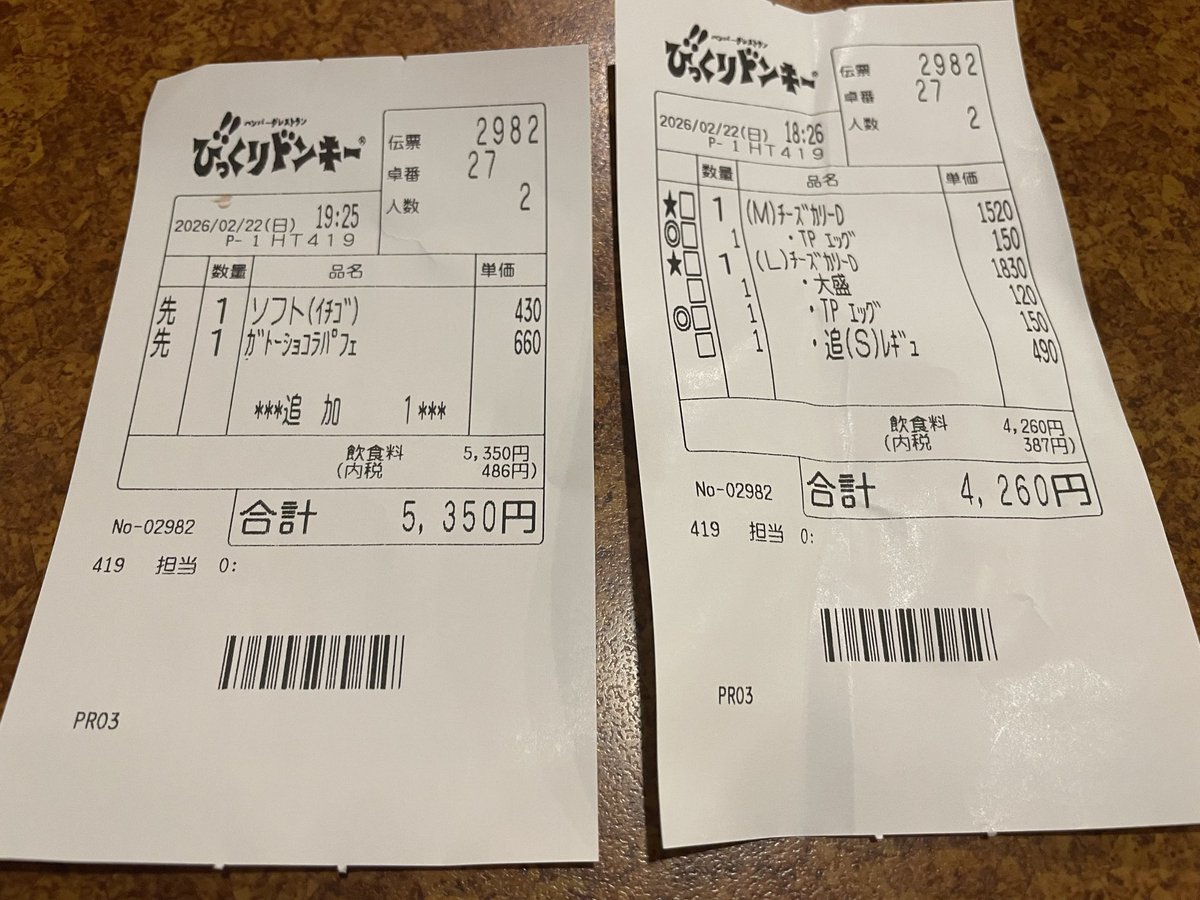 ハンバーグレストラン
びっくりドンキー®
伝票 2982
卓番 27
人数 2
2026/02/22(日) 19:25
P- 1 HT419
数量 品名 単価
先 1 ソフト(イチゴ) 430
先 1 ガトーショコラパフェ 660
***追 加 1***
飲食料 5,350円
(内税 486円)
合計 5,350円
No-02982
419 担当 0:
PR03
ハンバーグレストラン
びっくりドンキー®
伝票 2982
卓番 27
人数 2
2026/02/22(日) 18:26
P- 1 HT419
数量 品名 単価
★□ 1 (M)チーズカリーD 1520
◎□ 1 ・TP エッグ 150
★□ 1 (L)チーズカリーD 1830
□ 1 ・大盛 120
◎□ 1 ・TP エッグ 150
□ 1 ・追(S)レギュ 490
飲食料 4,260円
(内税 387円)
合計 4,260円
No-02982
419 担当 0:
PR03